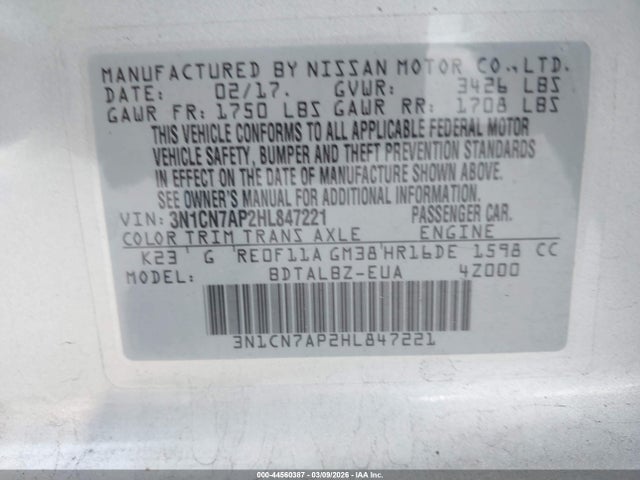 MANUFACTURED BY NISSAN MOTOR CO., LTD.
DATE: 02/17. GVWR: 3426 LBS
GAWR FR: 1750 LBS GAWR RR: 1708 LBS
THIS VEHICLE CONFORMS TO ALL APPLICABLE FEDERAL MOTOR
VEHICLE SAFETY, BUMPER AND THEFT PREVENTION STANDARDS
IN EFFECT ON THE DATE OF MANUFACTURE SHOWN ABOVE.
SEE OWNER'S MANUAL FOR ADDITIONAL INFORMATION.
VIN: 3N1CN7AP2HL847221 PASSENGER CAR.
COLOR TRIM TRANS AXLE ENGINE
K23 G RE0F11A GM38 HR16DE 1598 CC
MODEL: BDTALBZ-EUA 4Z000
3N1CN7AP2HL847221
000-44560387 - 03/09/2026 - IAA Inc.